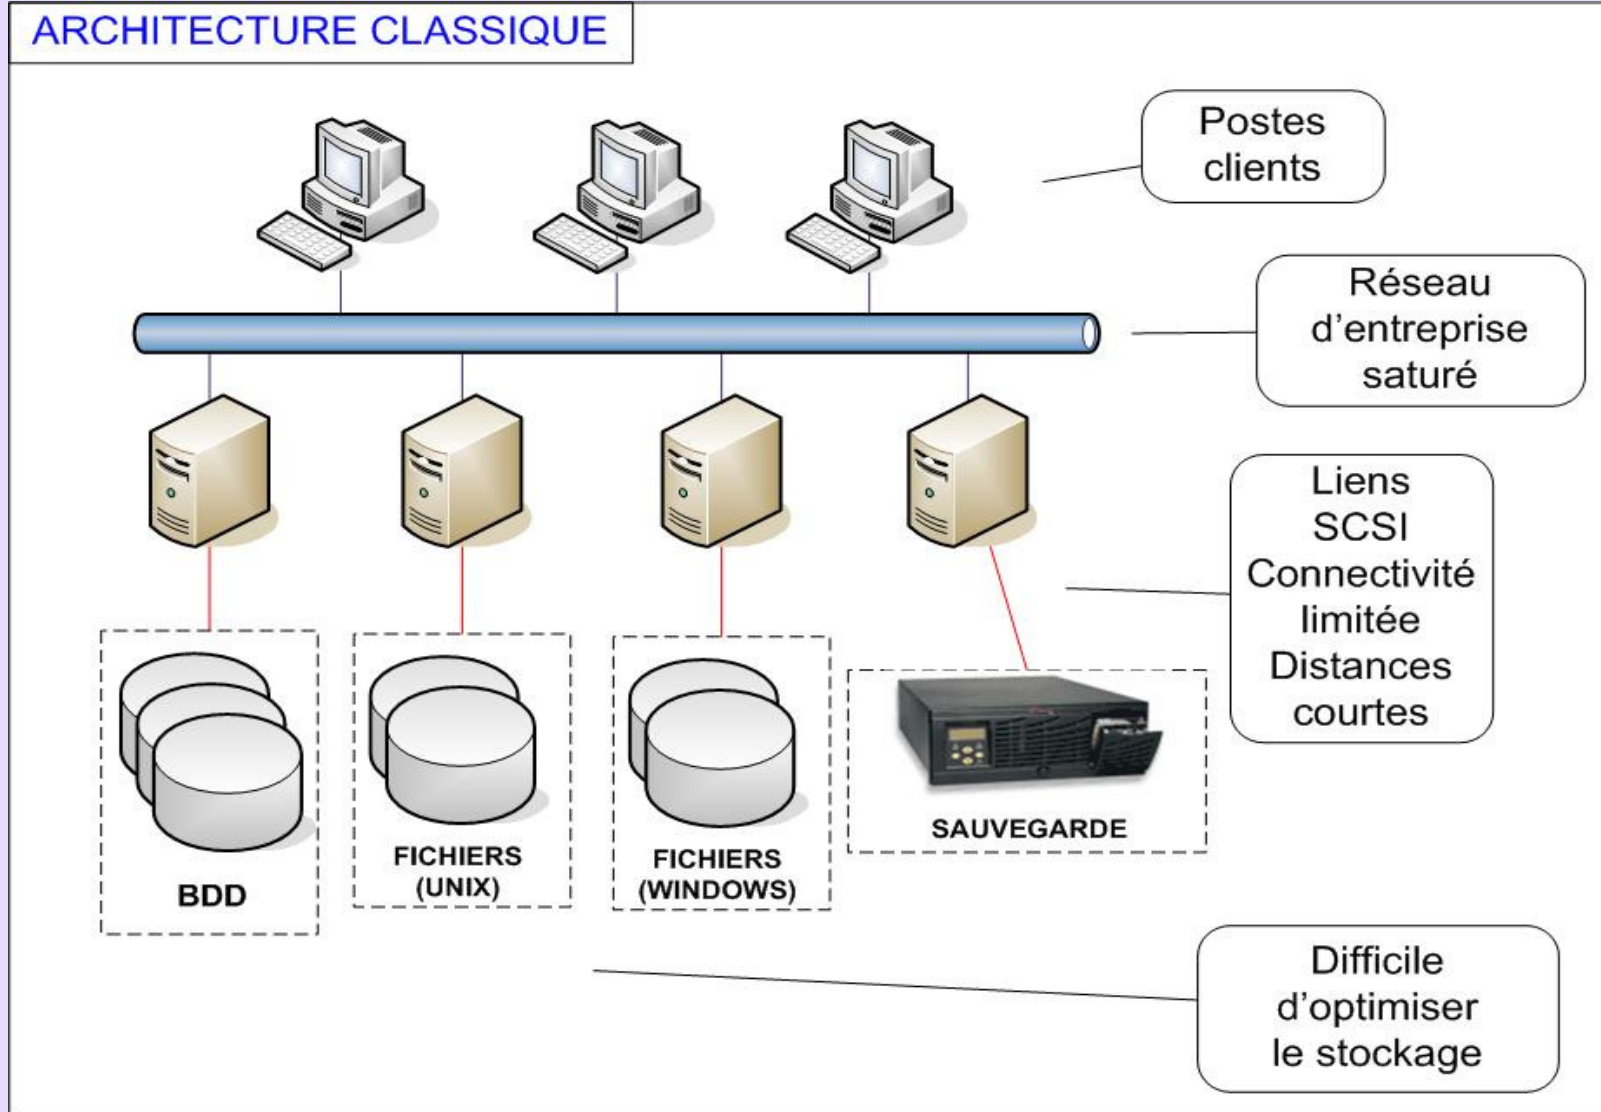 ARCHITECTURE CLASSIQUE
Postes
clients
Réseau
d'entreprise
saturé
Liens
SCSI
Connectivité
limitée
Distances
courtes
BDD
FICHIERS
(UNIX)
FICHIERS
(WINDOWS)
SAUVEGARDE
Difficile
d'optimiser
le stockage